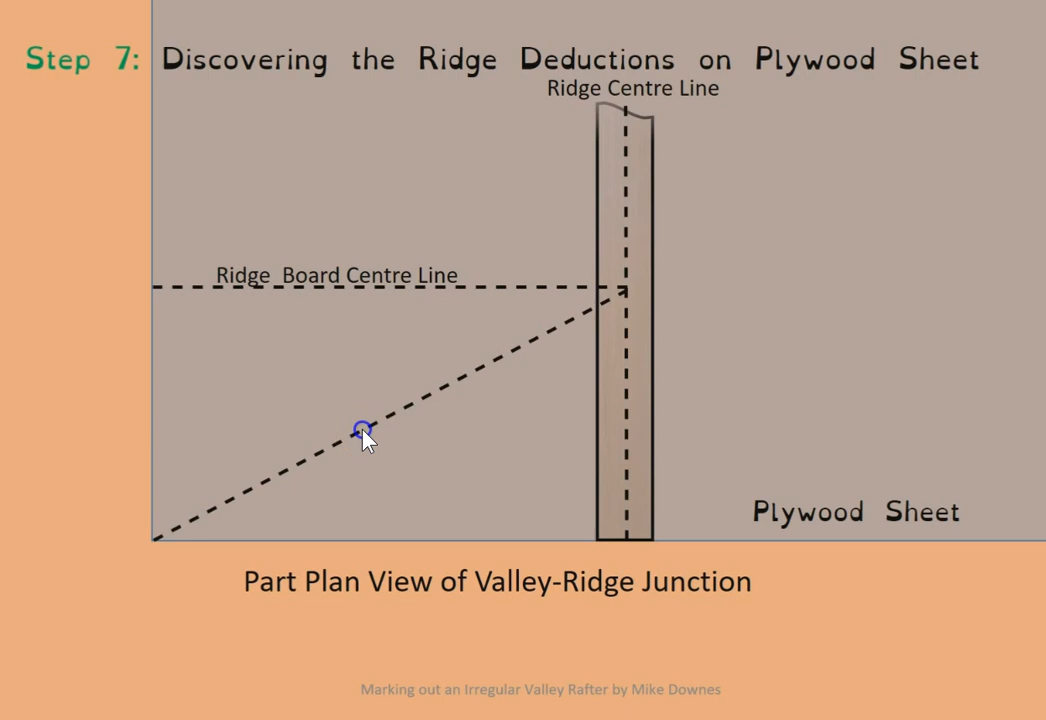 Step 7: Discovering the Ridge Deductions on Plywood Sheet
Ridge Centre Line
Ridge Board Centre Line
Plywood Sheet
Part Plan View of Valley-Ridge Junction
Marking out an Irregular Valley Rafter by Mike Downes